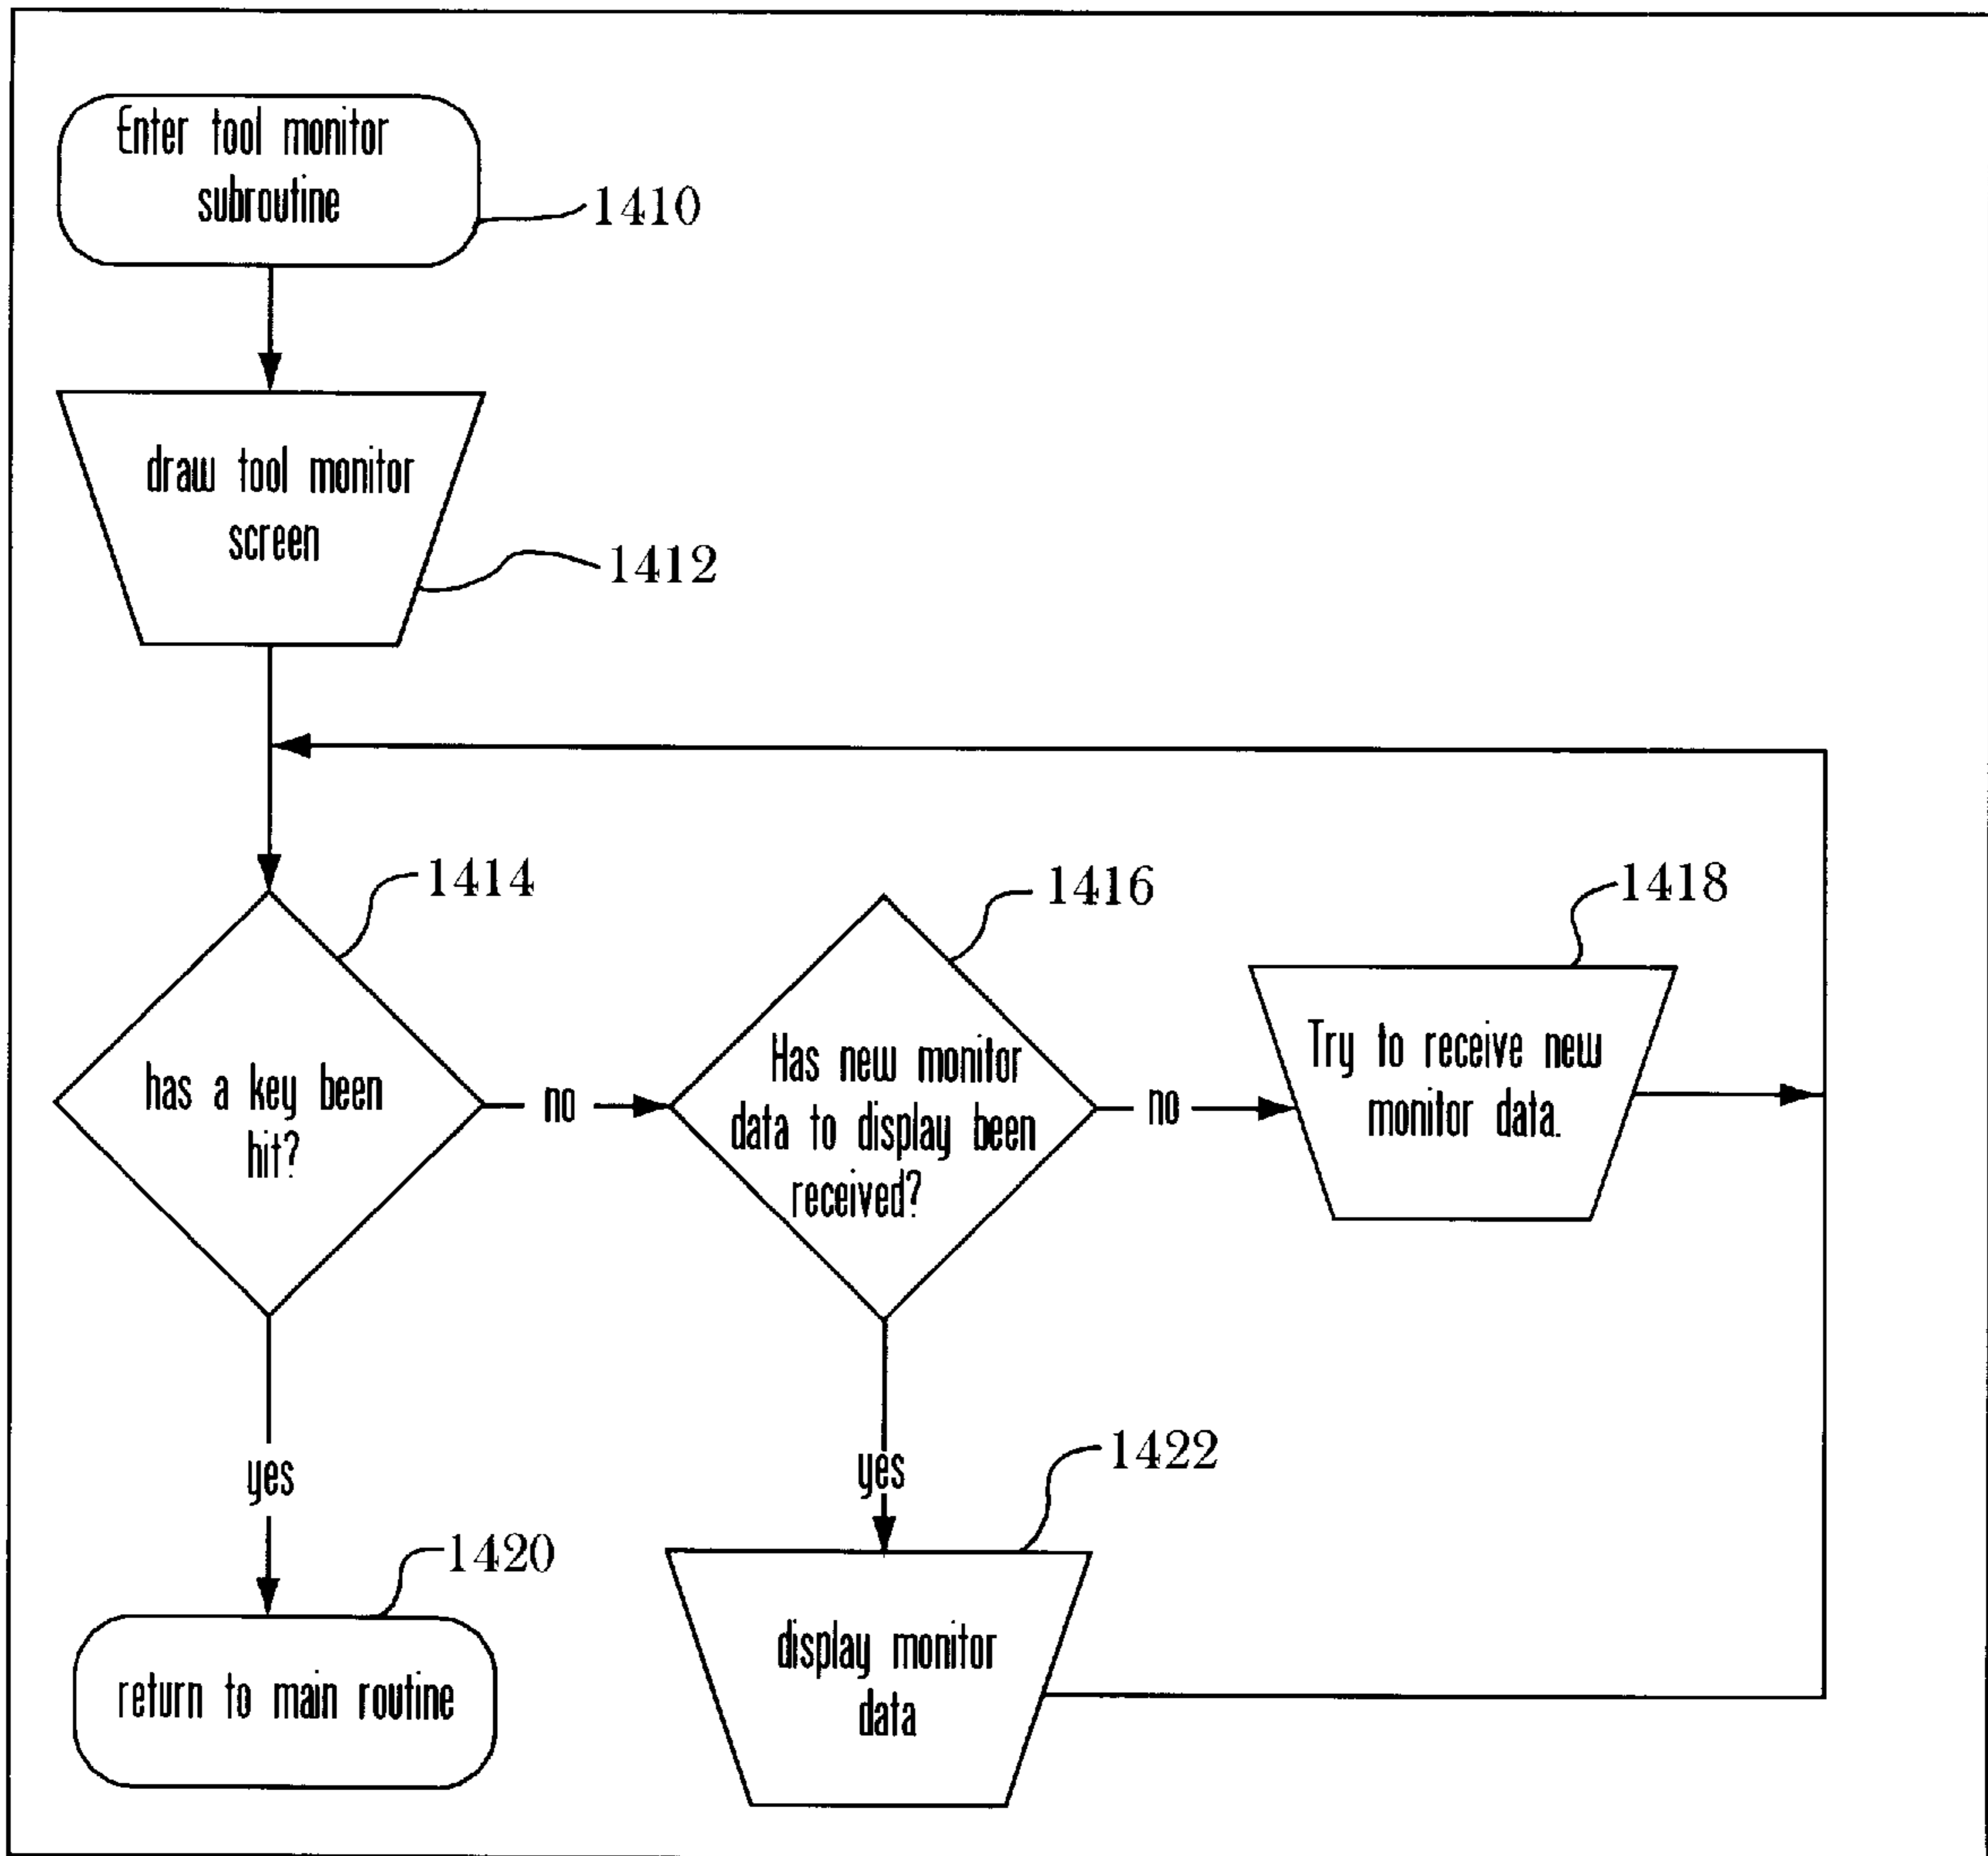 Enter tool monitor
subroutine
1410
draw tool monitor
screen
1412
1414
has a key been
hit?
no
1416
Has new monitor
data to display been
received?
no
1418
Try to receive new
monitor data.
yes
1420
return to main routine
yes
1422
display monitor
data